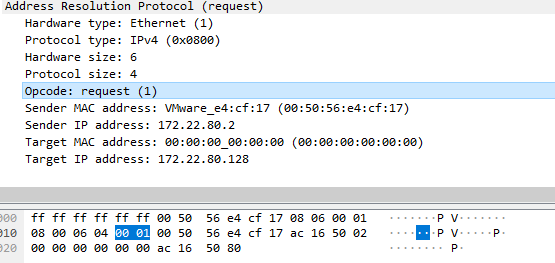 Address Resolution Protocol (request)
Hardware type: Ethernet (1)
Protocol type: IPv4 (0x0800)
Hardware size: 6
Protocol size: 4
Opcode: request (1)
Sender MAC address: VMware_e4:cf:17 (00:50:56:e4:cf:17)
Sender IP address: 172.22.80.2
Target MAC address: 00:00:00_00:00:00 (00:00:00:00:00:00)
Target IP address: 172.22.80.128
000 ff ff ff ff ff ff 00 50 56 e4 cf 17 08 06 00 01 ·······P V·······
010 08 00 06 04 00 01 00 50 56 e4 cf 17 ac 16 50 02 ·······P V·····P·
020 00 00 00 00 00 00 ac 16 50 80 ········ P·